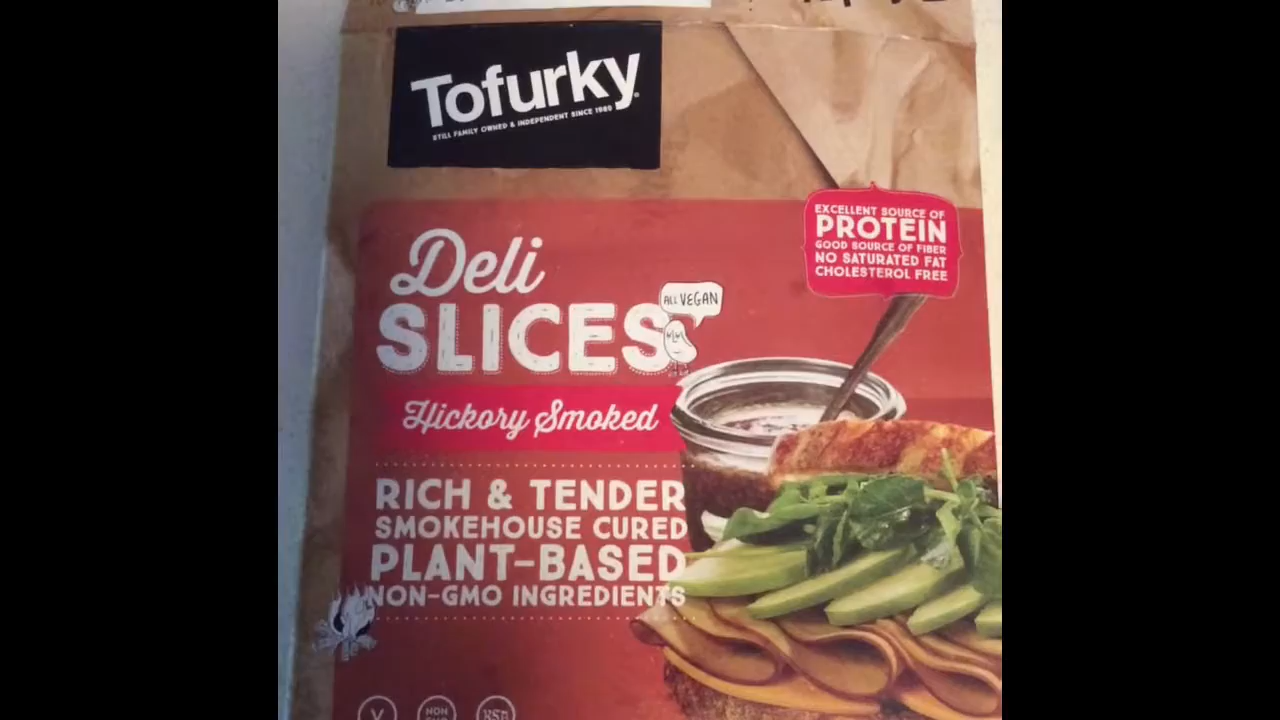 Tofurky
STILL FAMILY OWNED & INDEPENDENT SINCE 1980
EXCELLENT SOURCE OF
PROTEIN
GOOD SOURCE OF FIBER
NO SATURATED FAT
CHOLESTEROL FREE
Deli
SLICES
ALL VEGAN
Hickory Smoked
RICH & TENDER
SMOKEHOUSE CURED
PLANT-BASED
NON-GMO INGREDIENTS
V
NON